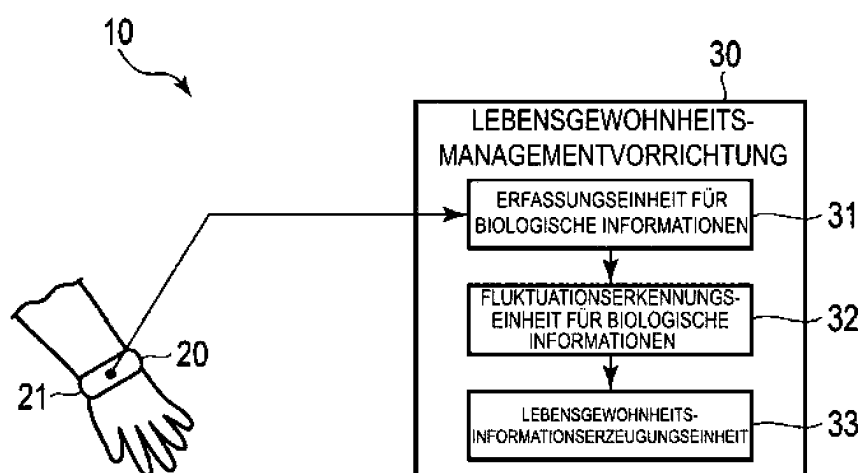 10
30
LEBENSGEWOHNHEITS-
MANAGEMENTVORRICHTUNG
ERFASSUNGSEINHEIT FÜR
BIOLOGISCHE INFORMATIONEN
31
FLUKTUATIONSERKENNUNGS-
EINHEIT FÜR BIOLOGISCHE
INFORMATIONEN
32
20
21
LEBENSGEWOHNHEITS-
INFORMATIONSERZEUGUNGSEINHEIT
33